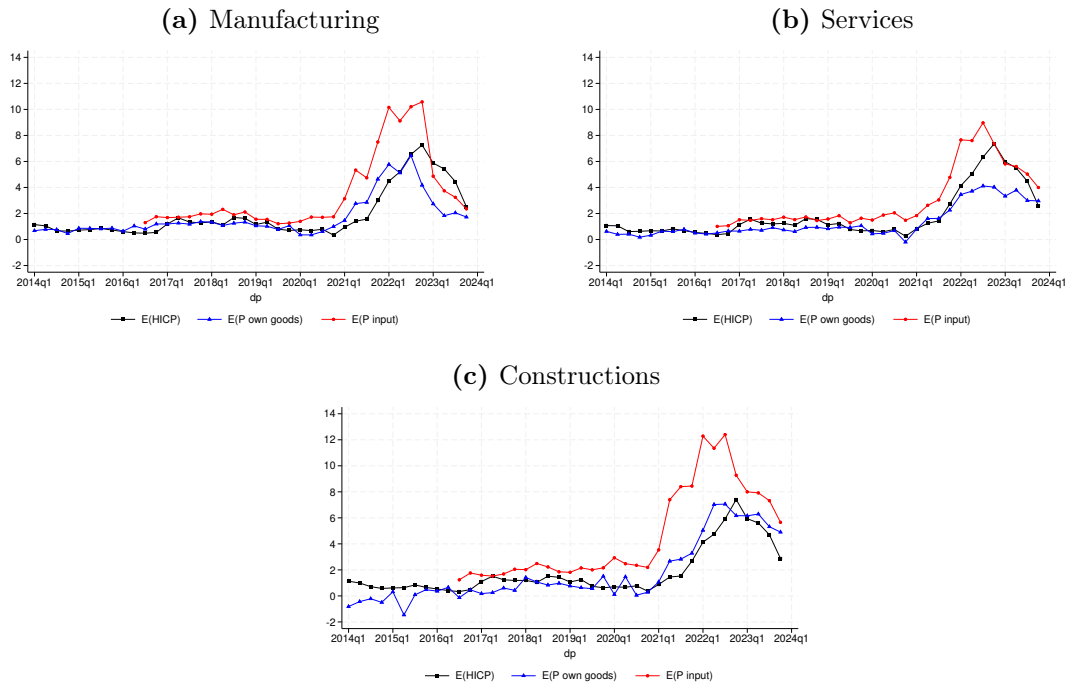 (a) Manufacturing
14
12
10
8
6
4
2
0
-2
2014q1 2015q1 2016q1 2017q1 2018q1 2019q1 2020q1 2021q1 2022q1 2023q1 2024q1
dp
E(HICP) E(P own goods) E(P input)
(b) Services
14
12
10
8
6
4
2
0
-2
2014q1 2015q1 2016q1 2017q1 2018q1 2019q1 2020q1 2021q1 2022q1 2023q1 2024q1
dp
E(HICP) E(P own goods) E(P input)
(c) Constructions
14
12
10
8
6
4
2
0
-2
2014q1 2015q1 2016q1 2017q1 2018q1 2019q1 2020q1 2021q1 2022q1 2023q1 2024q1
dp
E(HICP) E(P own goods) E(P input)